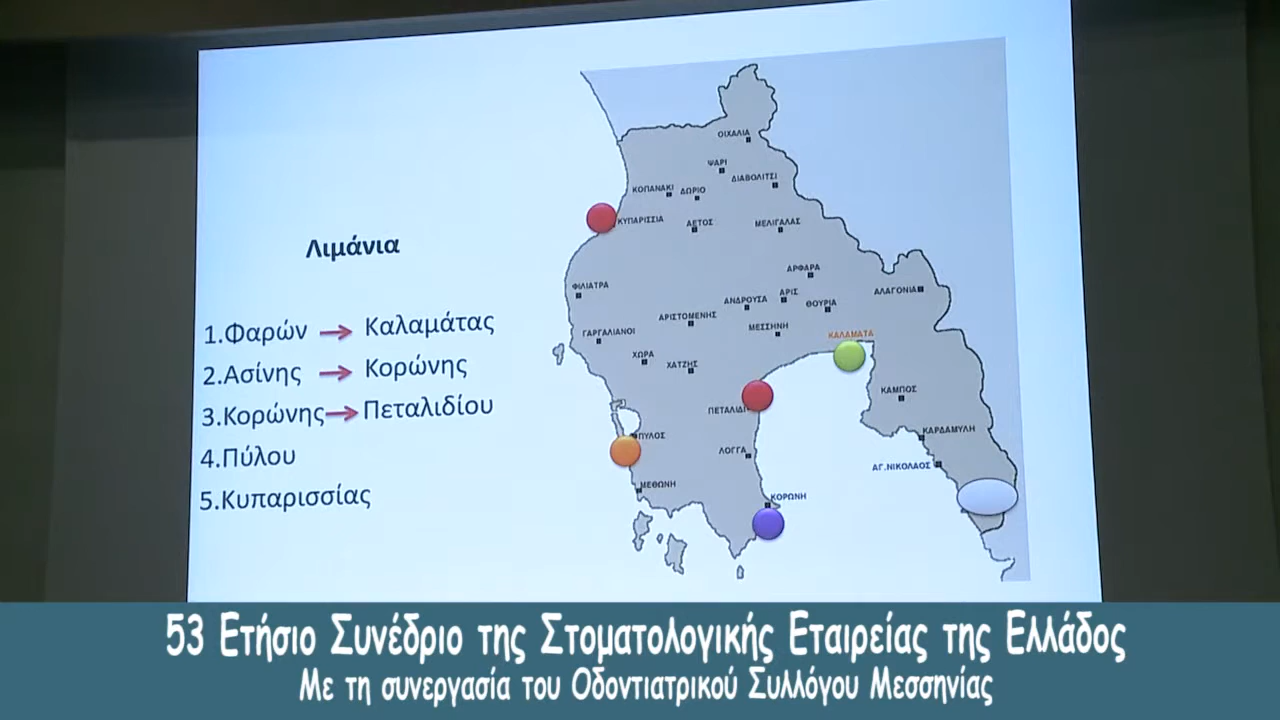 Λιμάνια
1.Φαρών → Καλαμάτας
2.Ασίνης → Κορώνης
3.Κορώνης → Πεταλιδίου
4.Πύλου
5.Κυπαρισσίας
ΟΙΧΑΛΙΑ
ΨΑΡΙ
ΔΙΑΒΟΛΙΤΣΙ
ΚΟΠΑΝΑΚΙ
ΔΩΡΙΟ
ΚΥΠΑΡΙΣΣΙΑ
ΑΕΤΟΣ
ΜΕΛΙΓΑΛΑΣ
ΑΡΦΑΡΑ
ΦΙΛΙΑΤΡΑ
ΑΝΔΡΟΥΣΑ
ΑΡΙΣ
ΘΟΥΡΙΑ
ΑΛΑΓΟΝΙΑ
ΑΡΙΣΤΟΜΕΝΗΣ
ΓΑΡΓΑΛΙΑΝΟΙ
ΜΕΣΣΗΝΗ
ΚΑΛΑΜΑΤΑ
ΧΩΡΑ
ΧΑΤΖΗΣ
ΚΑΜΠΟΣ
ΠΕΤΑΛΙΔΙ
ΚΑΡΔΑΜΥΛΗ
ΠΥΛΟΣ
ΛΟΓΓΑ
ΑΓ.ΝΙΚΟΛΑΟΣ
ΜΕΘΩΝΗ
ΚΟΡΩΝΗ
53 Ετήσιο Συνέδριο της Στοματολογικής Εταιρείας της Ελλάδος
Με τη συνεργασία του Οδοντιατρικού Συλλόγου Μεσσηνίας